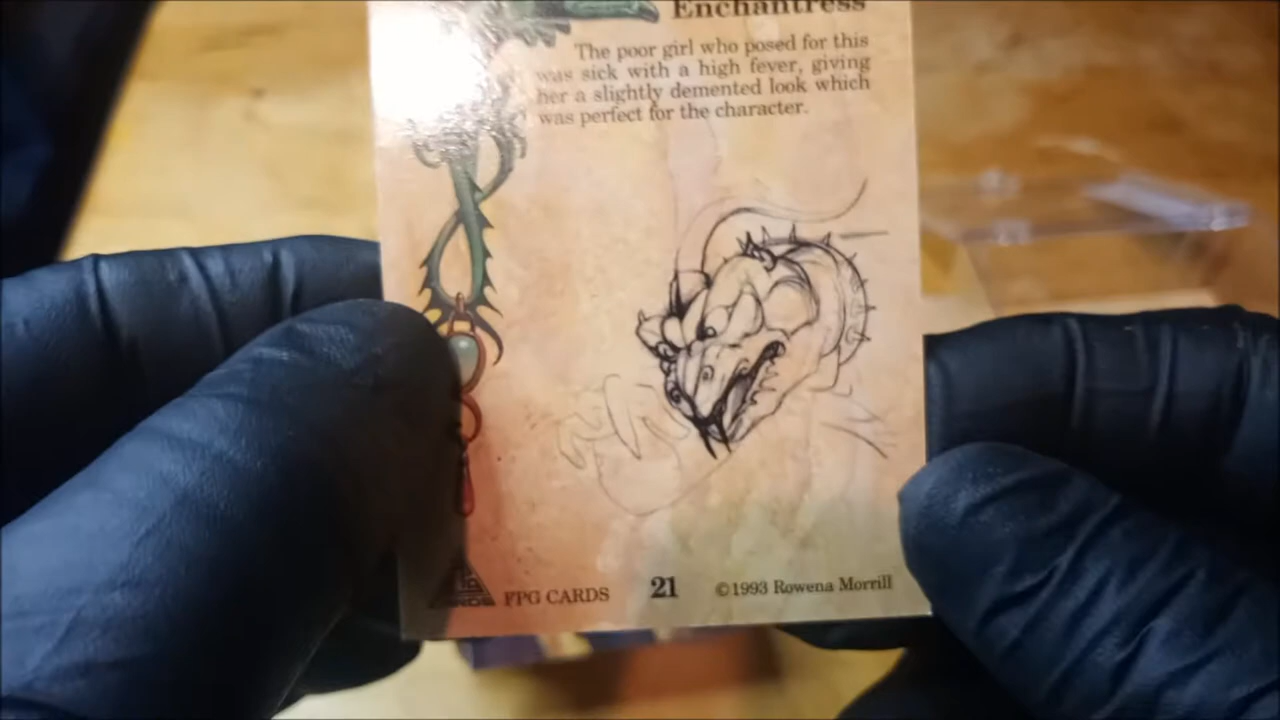 Enchantress
The poor girl who posed for this
was sick with a high fever, giving
her a slightly demented look which
was perfect for the character.
FPG CARDS 21 ©1993 Rowena Morrill